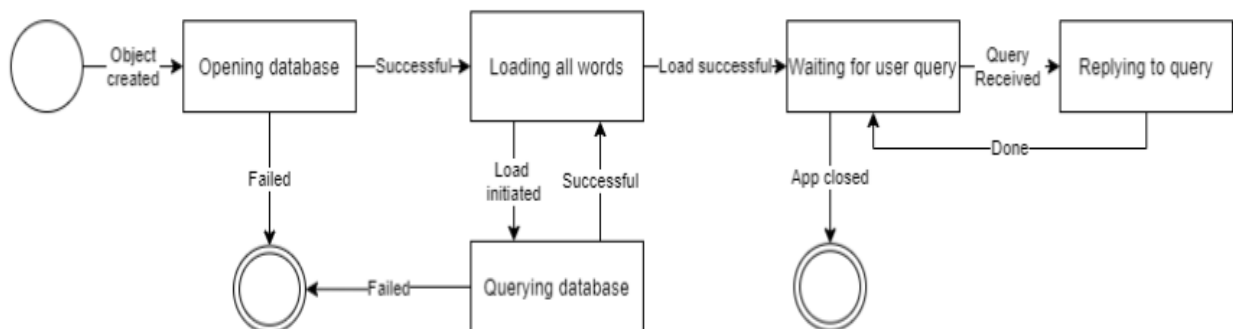 Object
created
Opening database
Successful
Loading all words
Load successful
Waiting for user query
Query
Received
Replying to query
Done
Failed
Load
initiated
Successful
App closed
Failed
Querying database